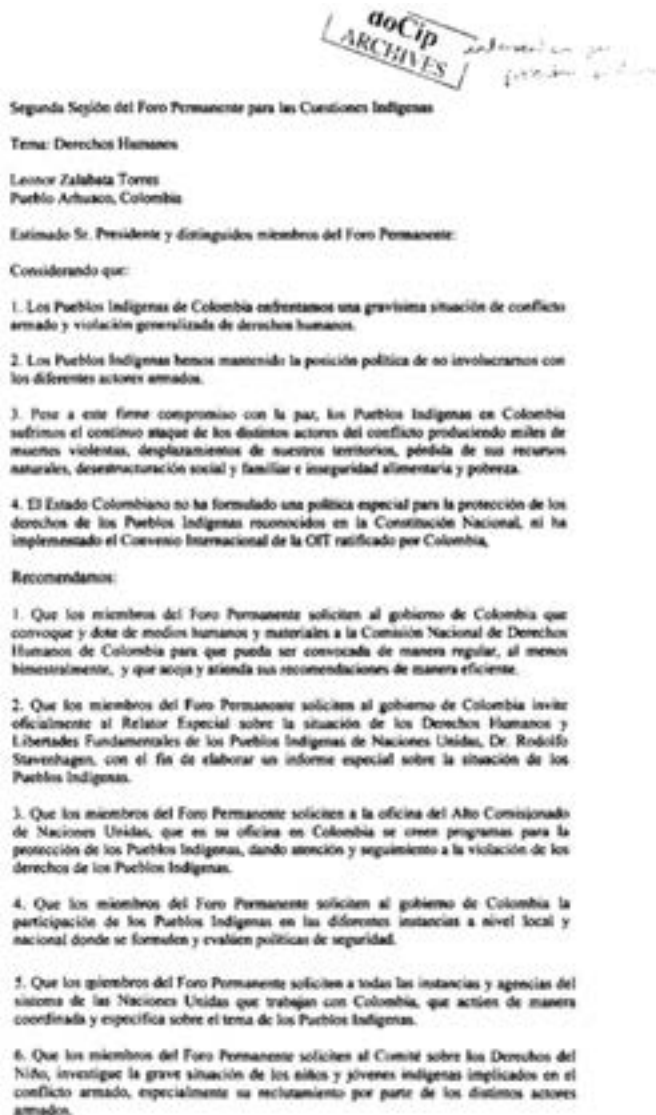 doCip
ARCHIVES
Segunda Sesión del Foro Permanente para las Cuestiones Indígenas
Tema: Derechos Humanos
Leonor Zalabata Torres
Pueblo Arhuaco, Colombia
Estimado Sr. Presidente y distinguidos miembros del Foro Permanente:
Considerando que:
1. Los Pueblos Indígenas de Colombia enfrentamos una gravísima situación de conflicto
armado y violación generalizada de derechos humanos.
2. Los Pueblos Indígenas hemos mantenido la posición política de no involucrarnos con
los diferentes actores armados.
3. Pese a este firme compromiso con la paz, los Pueblos Indígenas en Colombia
sufrimos el continuo ataque de los distintos actores del conflicto produciendo miles de
muertes violentas, desplazamientos de nuestros territorios, pérdida de sus recursos
naturales, desestructuración social y familiar e inseguridad alimentaria y pobreza.
4. El Estado Colombiano no ha formulado una política especial para la protección de los
derechos de los Pueblos Indígenas reconocidos en la Constitución Nacional, ni ha
implementado el Convenio Internacional de la OIT ratificado por Colombia,
Recomendamos:
1. Que los miembros del Foro Permanente soliciten al gobierno de Colombia que
convoque y dote de medios humanos y materiales a la Comisión Nacional de Derechos
Humanos de Colombia para que pueda ser convocada de manera regular, al menos
bimestralmente, y que acoja y atienda sus recomendaciones de manera eficiente.
2. Que los miembros del Foro Permanente soliciten al gobierno de Colombia invite
oficialmente al Relator Especial sobre la situación de los Derechos Humanos y
Libertades Fundamentales de los Pueblos Indígenas de Naciones Unidas, Dr. Rodolfo
Stavenhagen, con el fin de elaborar un informe especial sobre la situación de los
Pueblos Indígenas.
3. Que los miembros del Foro Permanente soliciten a la oficina del Alto Comisionado
de Naciones Unidas, que en su oficina en Colombia se creen programas para la
protección de los Pueblos Indígenas, dando atención y seguimiento a la violación de los
derechos de los Pueblos Indígenas.
4. Que los miembros del Foro Permanente soliciten al gobierno de Colombia la
participación de los Pueblos Indígenas en las diferentes instancias a nivel local y
nacional donde se formulen y evalúen políticas de seguridad.
5. Que los miembros del Foro Permanente soliciten a todas las instancias y agencias del
sistema de las Naciones Unidas que trabajan con Colombia, que actúen de manera
coordinada y específica sobre el tema de los Pueblos Indígenas.
6. Que los miembros del Foro Permanente soliciten al Comité sobre los Derechos del
Niño, investigue la grave situación de los niños y jóvenes indígenas implicados en el
conflicto armado, especialmente su reclutamiento por parte de los distintos actores
armados.